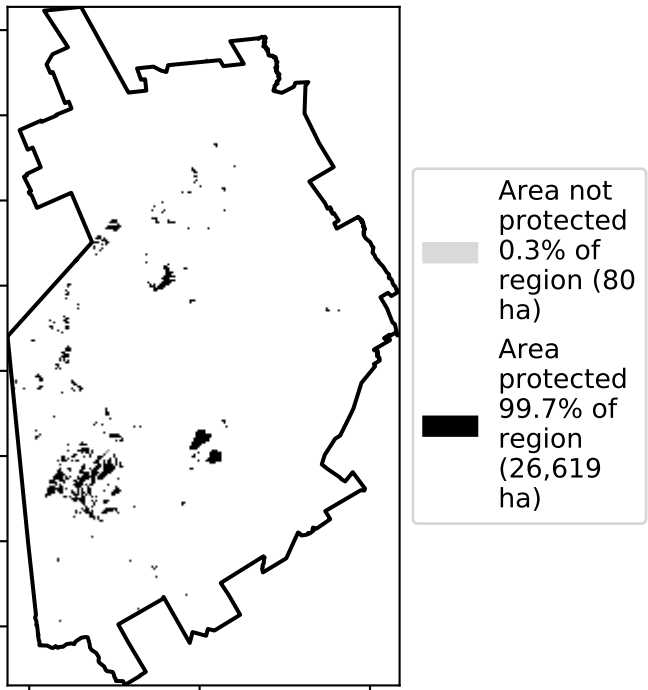 Area not
protected
0.3% of
region (80
ha)
Area
protected
99.7% of
region
(26,619
ha)